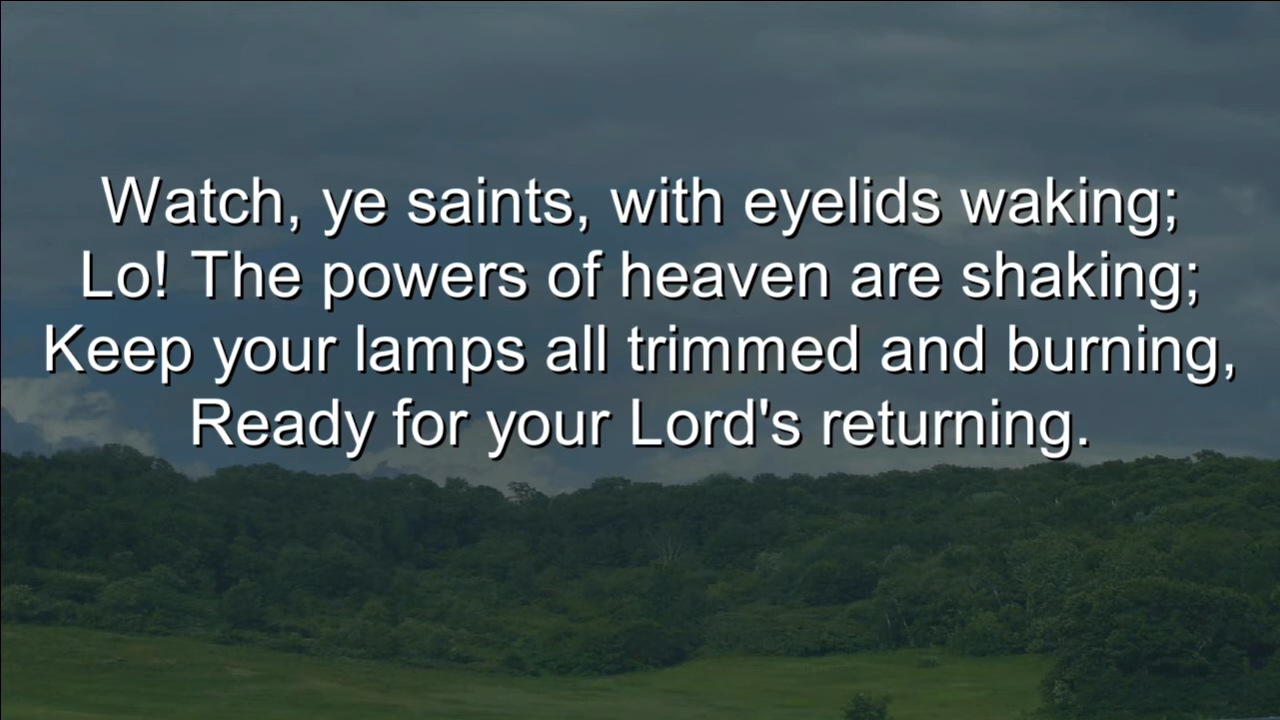 Watch, ye saints, with eyelids waking;
Lo! The powers of heaven are shaking;
Keep your lamps all trimmed and burning,
Ready for your Lord's returning.